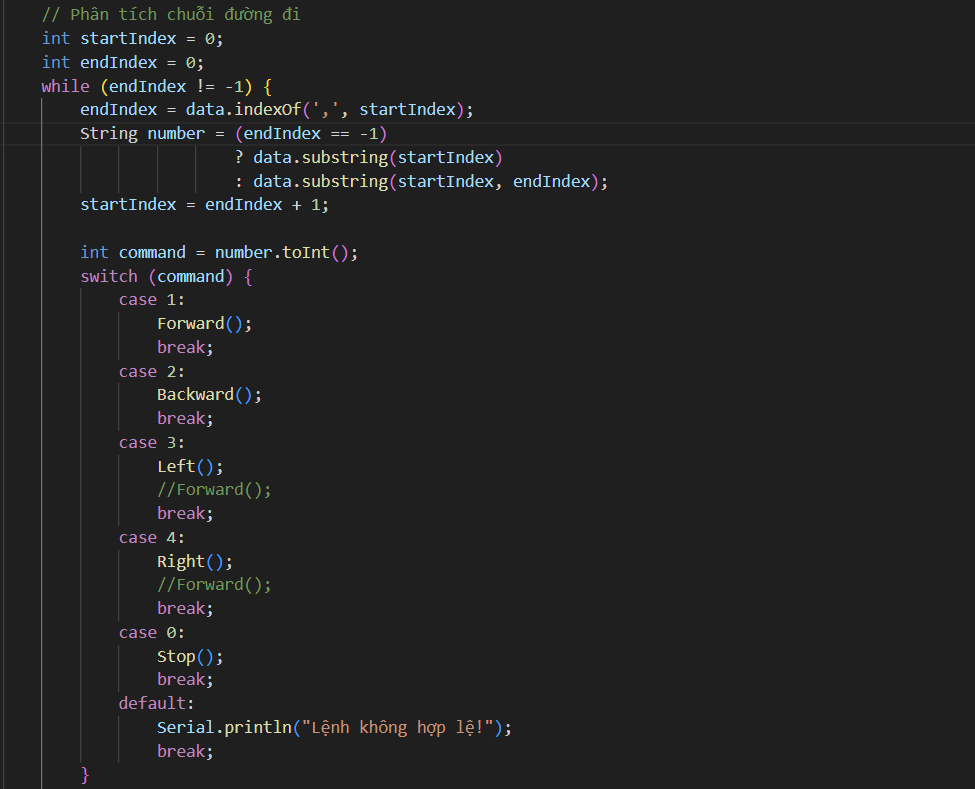 // Phân tích chuỗi đường đi
int startIndex = 0;
int endIndex = 0;
while (endIndex != -1) {
    endIndex = data.indexOf(',', startIndex);
    String number = (endIndex == -1)
                    ? data.substring(startIndex)
                    : data.substring(startIndex, endIndex);
    startIndex = endIndex + 1;

    int command = number.toInt();
    switch (command) {
        case 1:
            Forward();
            break;
        case 2:
            Backward();
            break;
        case 3:
            Left();
            //Forward();
            break;
        case 4:
            Right();
            //Forward();
            break;
        case 0:
            Stop();
            break;
        default:
            Serial.println("Lệnh không hợp lệ!");
            break;
    }